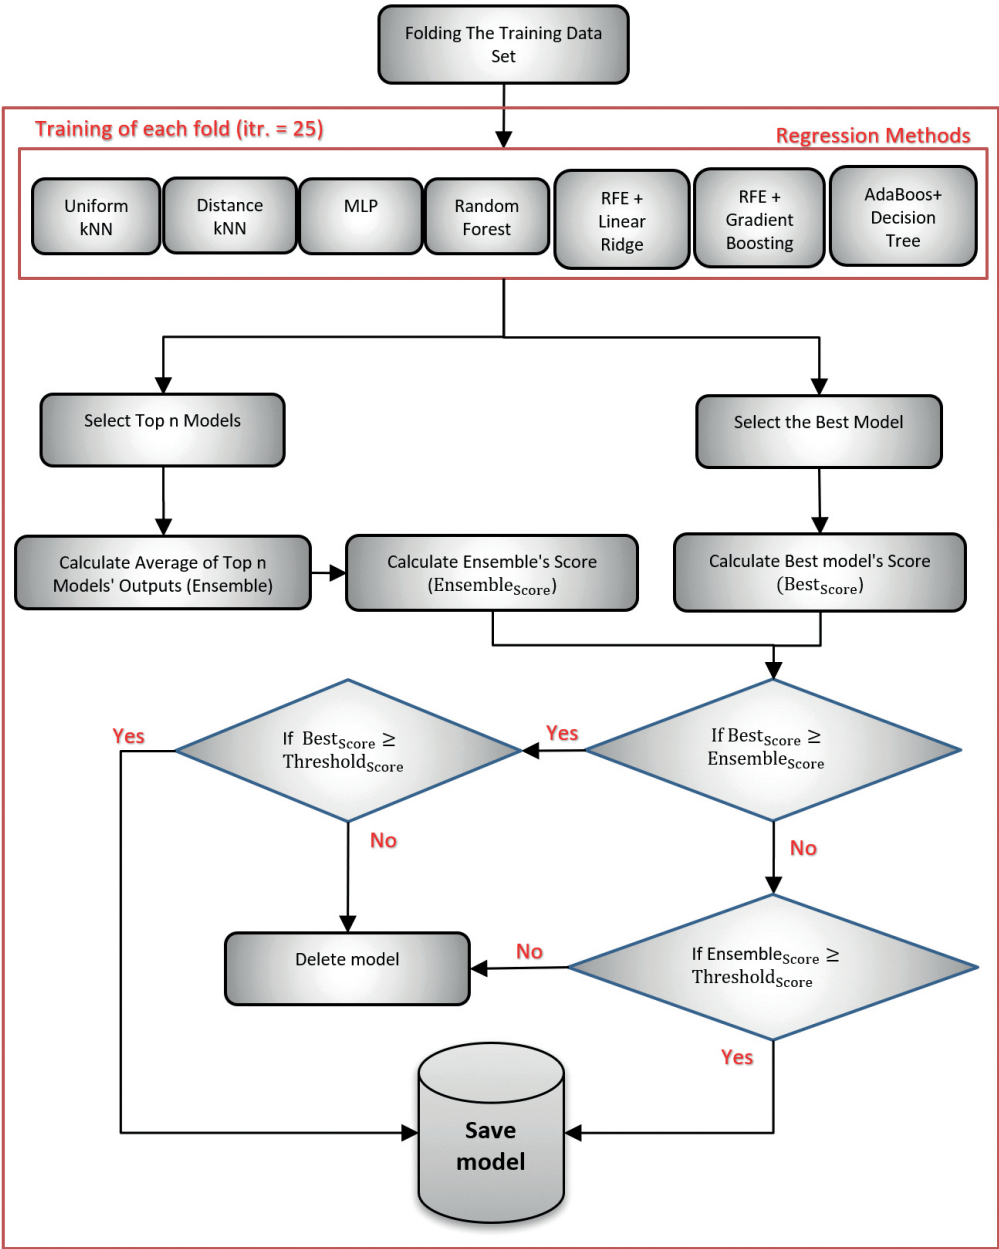 Folding The Training Data
Set
Training of each fold (itr. = 25)
Regression Methods
Uniform
kNN
Distance
kNN
MLP
Random
Forest
RFE +
Linear
Ridge
RFE +
Gradient
Boosting
AdaBoos+
Decision
Tree
Select Top n Models
Select the Best Model
Calculate Average of Top n
Models' Outputs (Ensemble)
Calculate Ensemble's Score
(EnsembleScore)
Calculate Best model's Score
(BestScore)
Yes
If BestScore ≥
ThresholdScore
Yes
If BestScore ≥
EnsembleScore
No
No
Delete model
No
If EnsembleScore ≥
ThresholdScore
Yes
Save
model